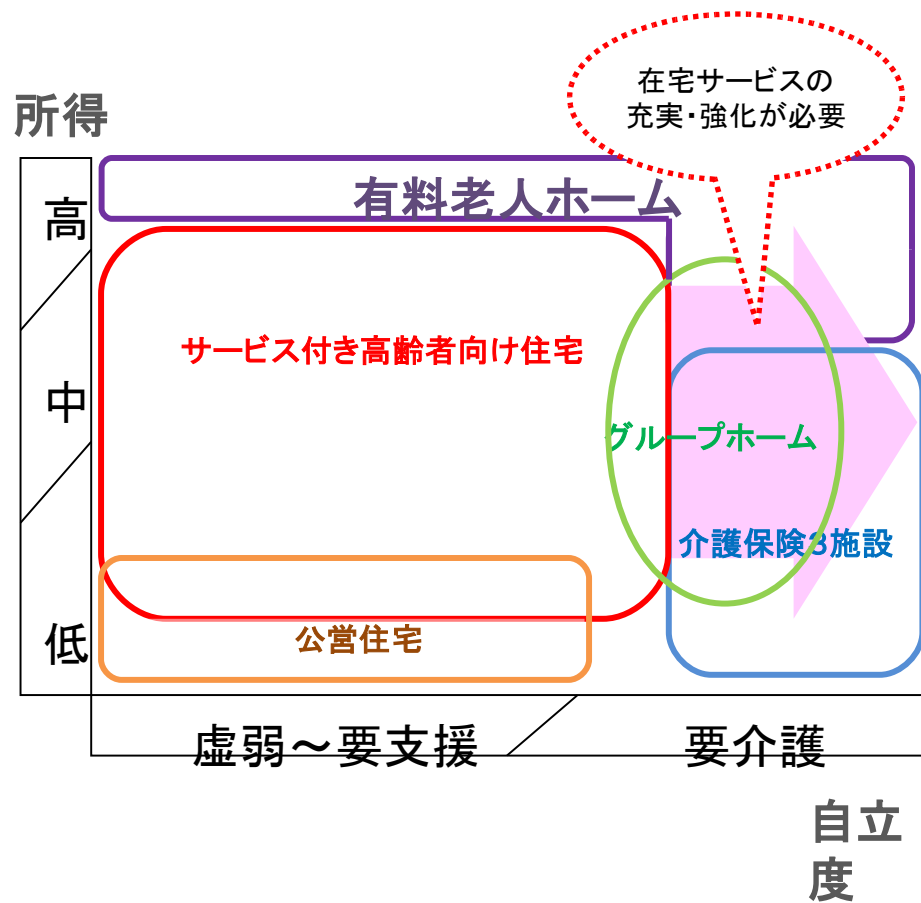 在宅サービスの
充実・強化が必要
所得
有料老人ホーム
高
サービス付き高齢者向け住宅
中
グループホーム
介護保険3施設
公営住宅
低
虚弱～要支援
要介護
自立
度